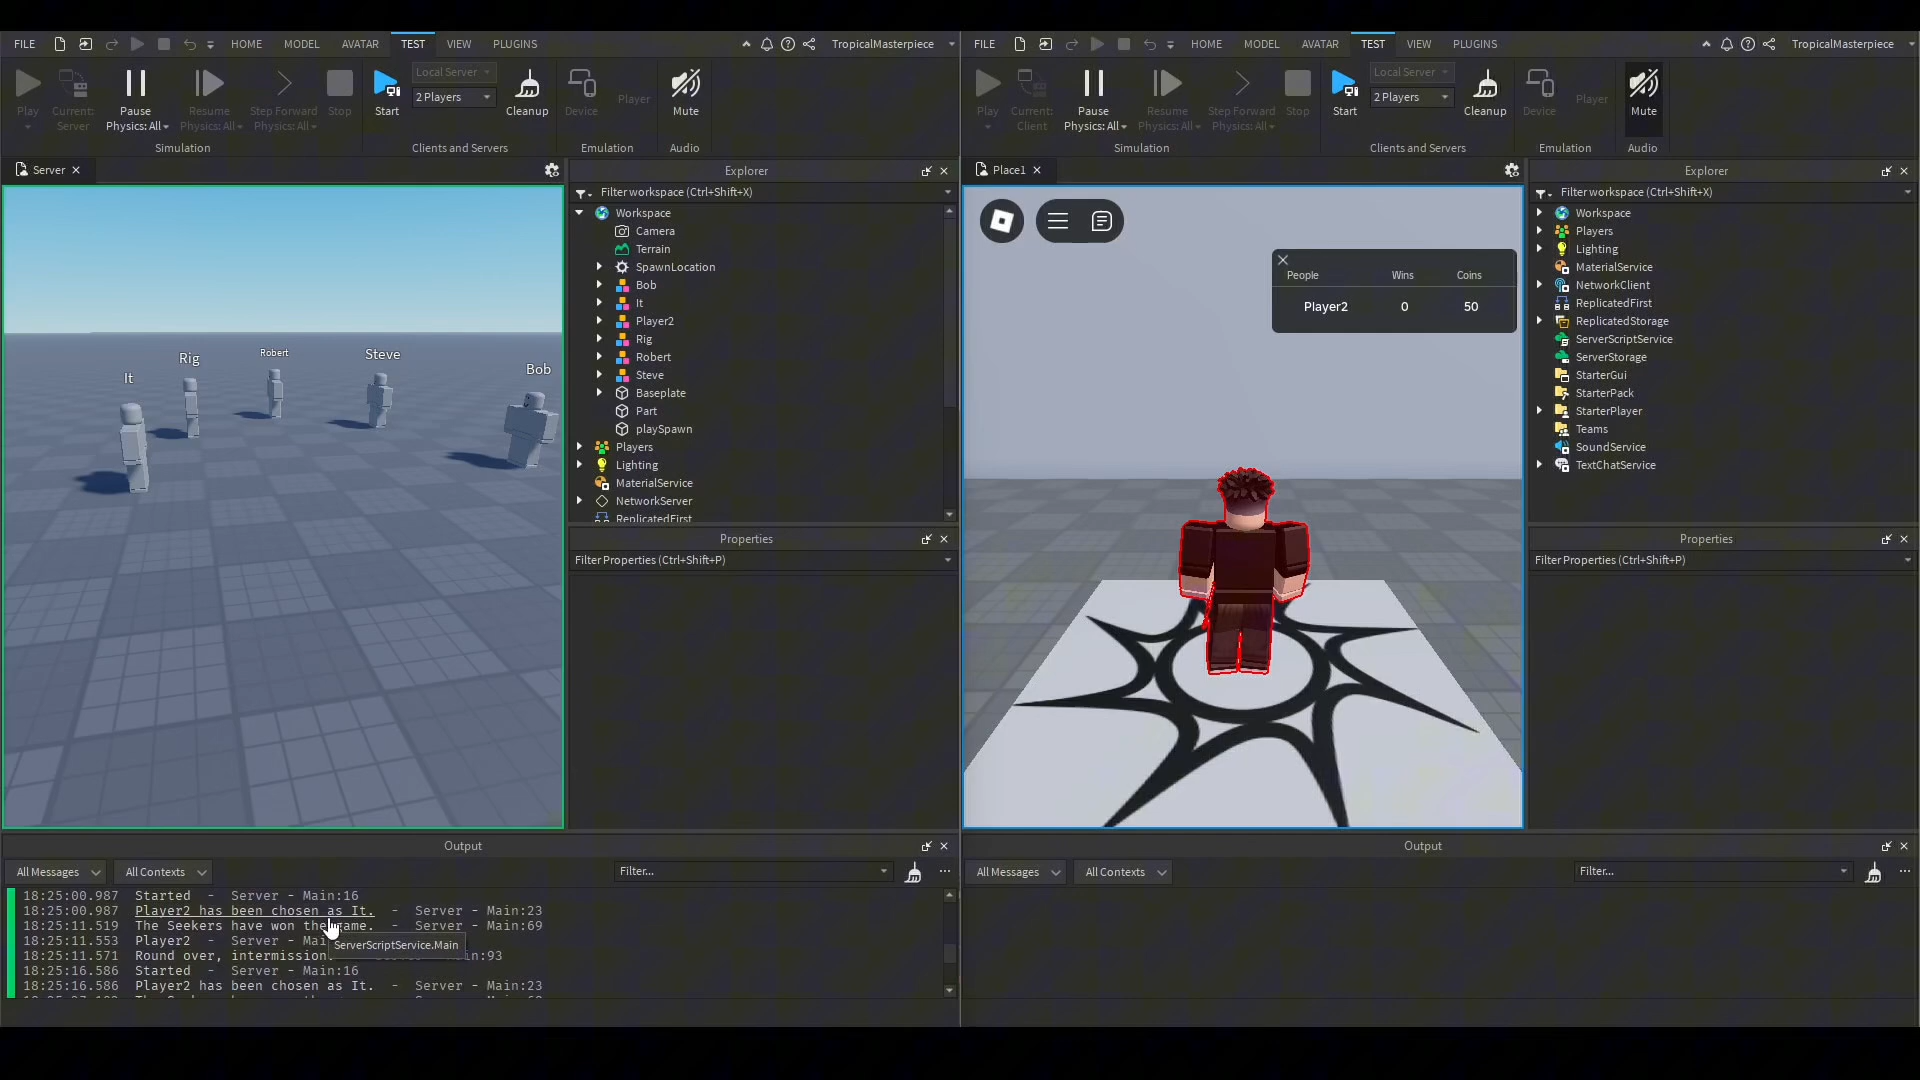 FILE HOME MODEL AVATAR TEST VIEW PLUGINS TropicalMasterpiece
Play Current: Server Pause Physics: All Resume Physics: All Step Forward Physics: All Stop Start Local Server 2 Players Cleanup Device Player Mute
Simulation Clients and Servers Emulation Audio
Server
Explorer
Filter workspace (Ctrl+Shift+X)
Workspace
Camera
Terrain
SpawnLocation
Bob
It
Player2
Rig
Robert
Steve
Baseplate
Part
playSpawn
Players
Lighting
MaterialService
NetworkServer
ReplicatedFirst
It
Rig
Robert
Steve
Bob
Properties
Filter Properties (Ctrl+Shift+P)
Output
All Messages All Contexts Filter...
18:25:00.987 Started - Server - Main:16
18:25:00.987 Player2 has been chosen as It. - Server - Main:23
18:25:11.519 The Seekers have won the game. - Server - Main:69
18:25:11.553 Player2 - Server - Mai
ServerScriptService.Main
18:25:11.571 Round over, intermission. in:93
18:25:16.586 Started - Server - Main:16
18:25:16.586 Player2 has been chosen as It. - Server - Main:23
FILE HOME MODEL AVATAR TEST VIEW PLUGINS TropicalMasterpiece
Play Current: Client Pause Physics: All Resume Physics: All Step Forward Physics: All Stop Start Local Server 2 Players Cleanup Device Player Mute
Simulation Clients and Servers Emulation Audio
Place1
People Wins Coins
Player2 0 50
Explorer
Filter workspace (Ctrl+Shift+X)
Workspace
Players
Lighting
MaterialService
NetworkClient
ReplicatedFirst
ReplicatedStorage
ServerScriptService
ServerStorage
StarterGui
StarterPack
StarterPlayer
Teams
SoundService
TextChatService
Properties
Filter Properties (Ctrl+Shift+P)
Output
All Messages All Contexts Filter...